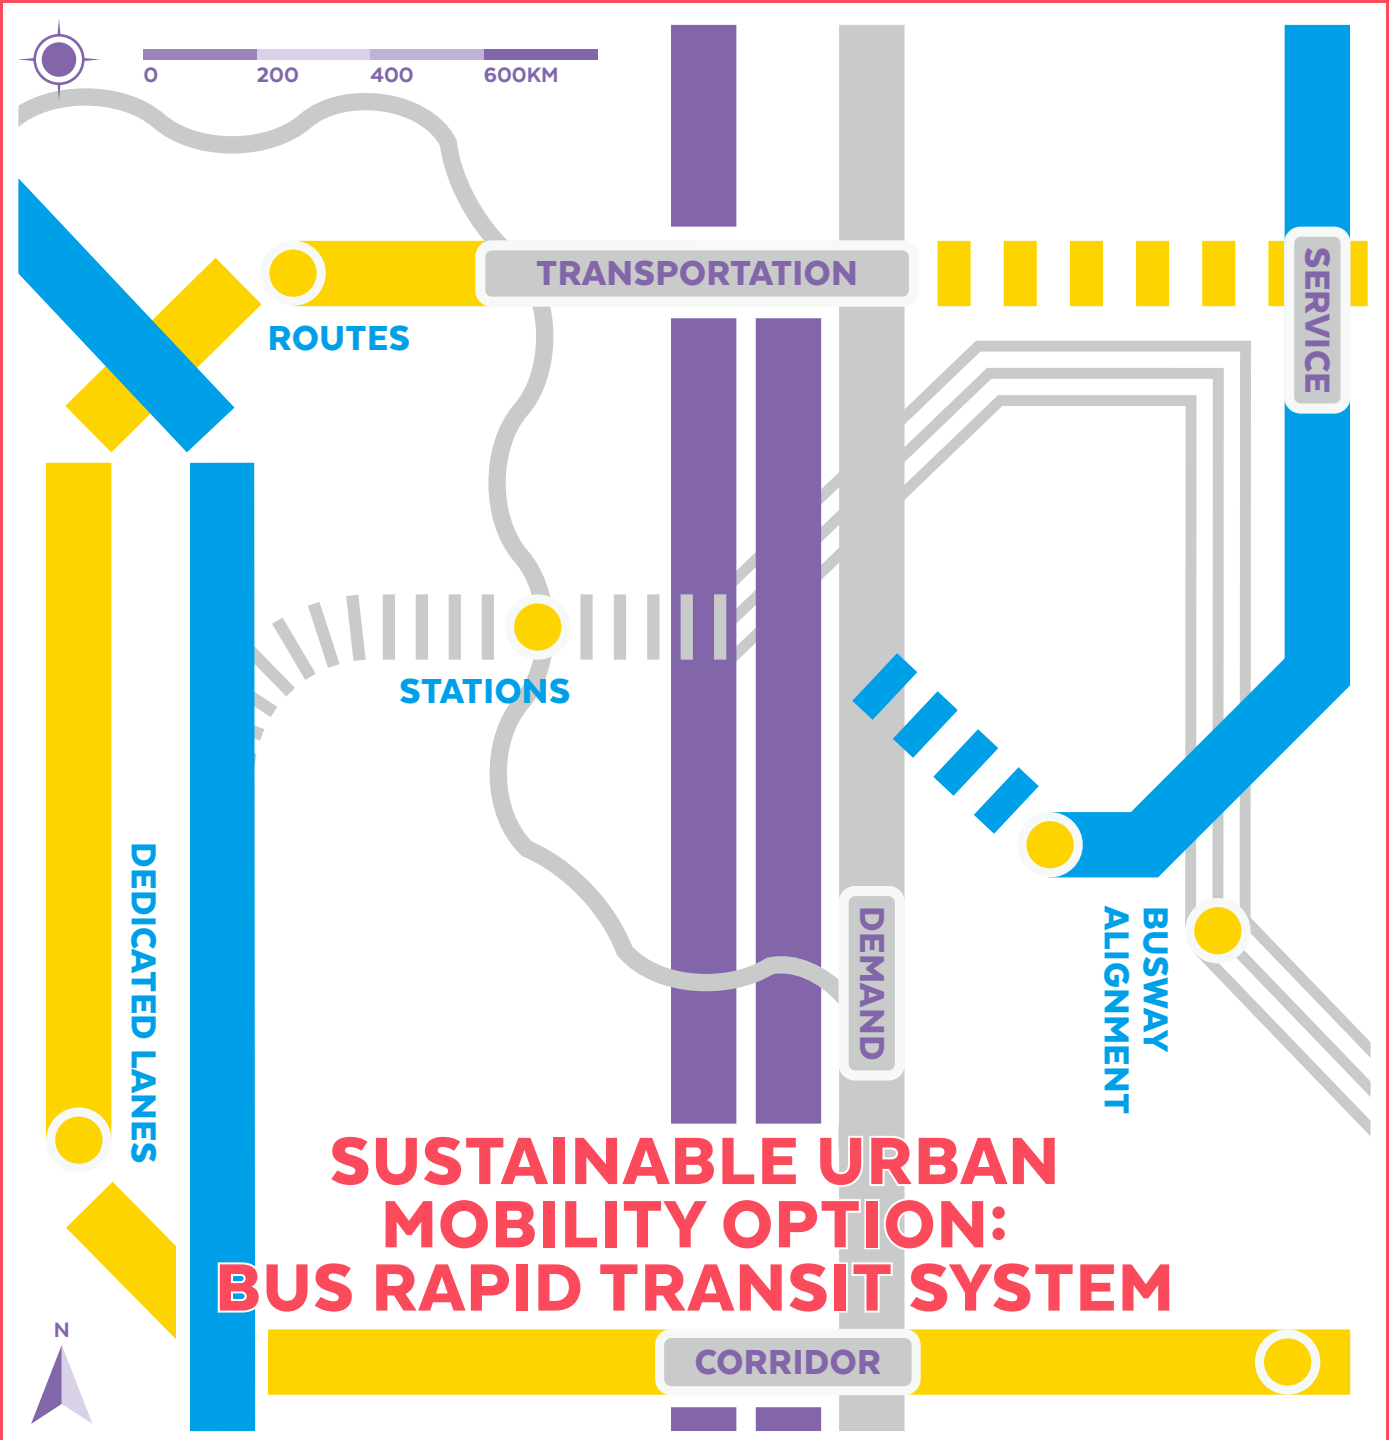 0 200 400 600KM
TRANSPORTATION
SERVICE
ROUTES
STATIONS
DEDICATED LANES
DEMAND
BUSWAY
ALIGNMENT
SUSTAINABLE URBAN
MOBILITY OPTION:
BUS RAPID TRANSIT SYSTEM
N
CORRIDOR